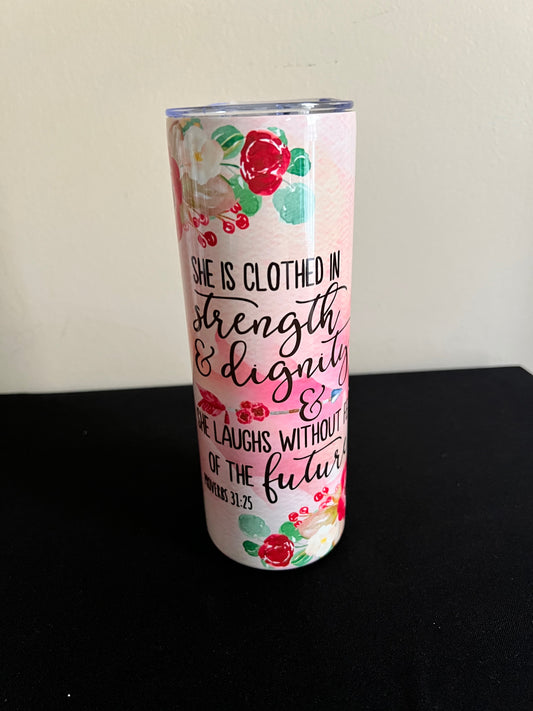 SHE IS CLOTHED IN
strength
& dignity
&
SHE LAUGHS WITHOUT
OF THE future
PROVERBS 31:25